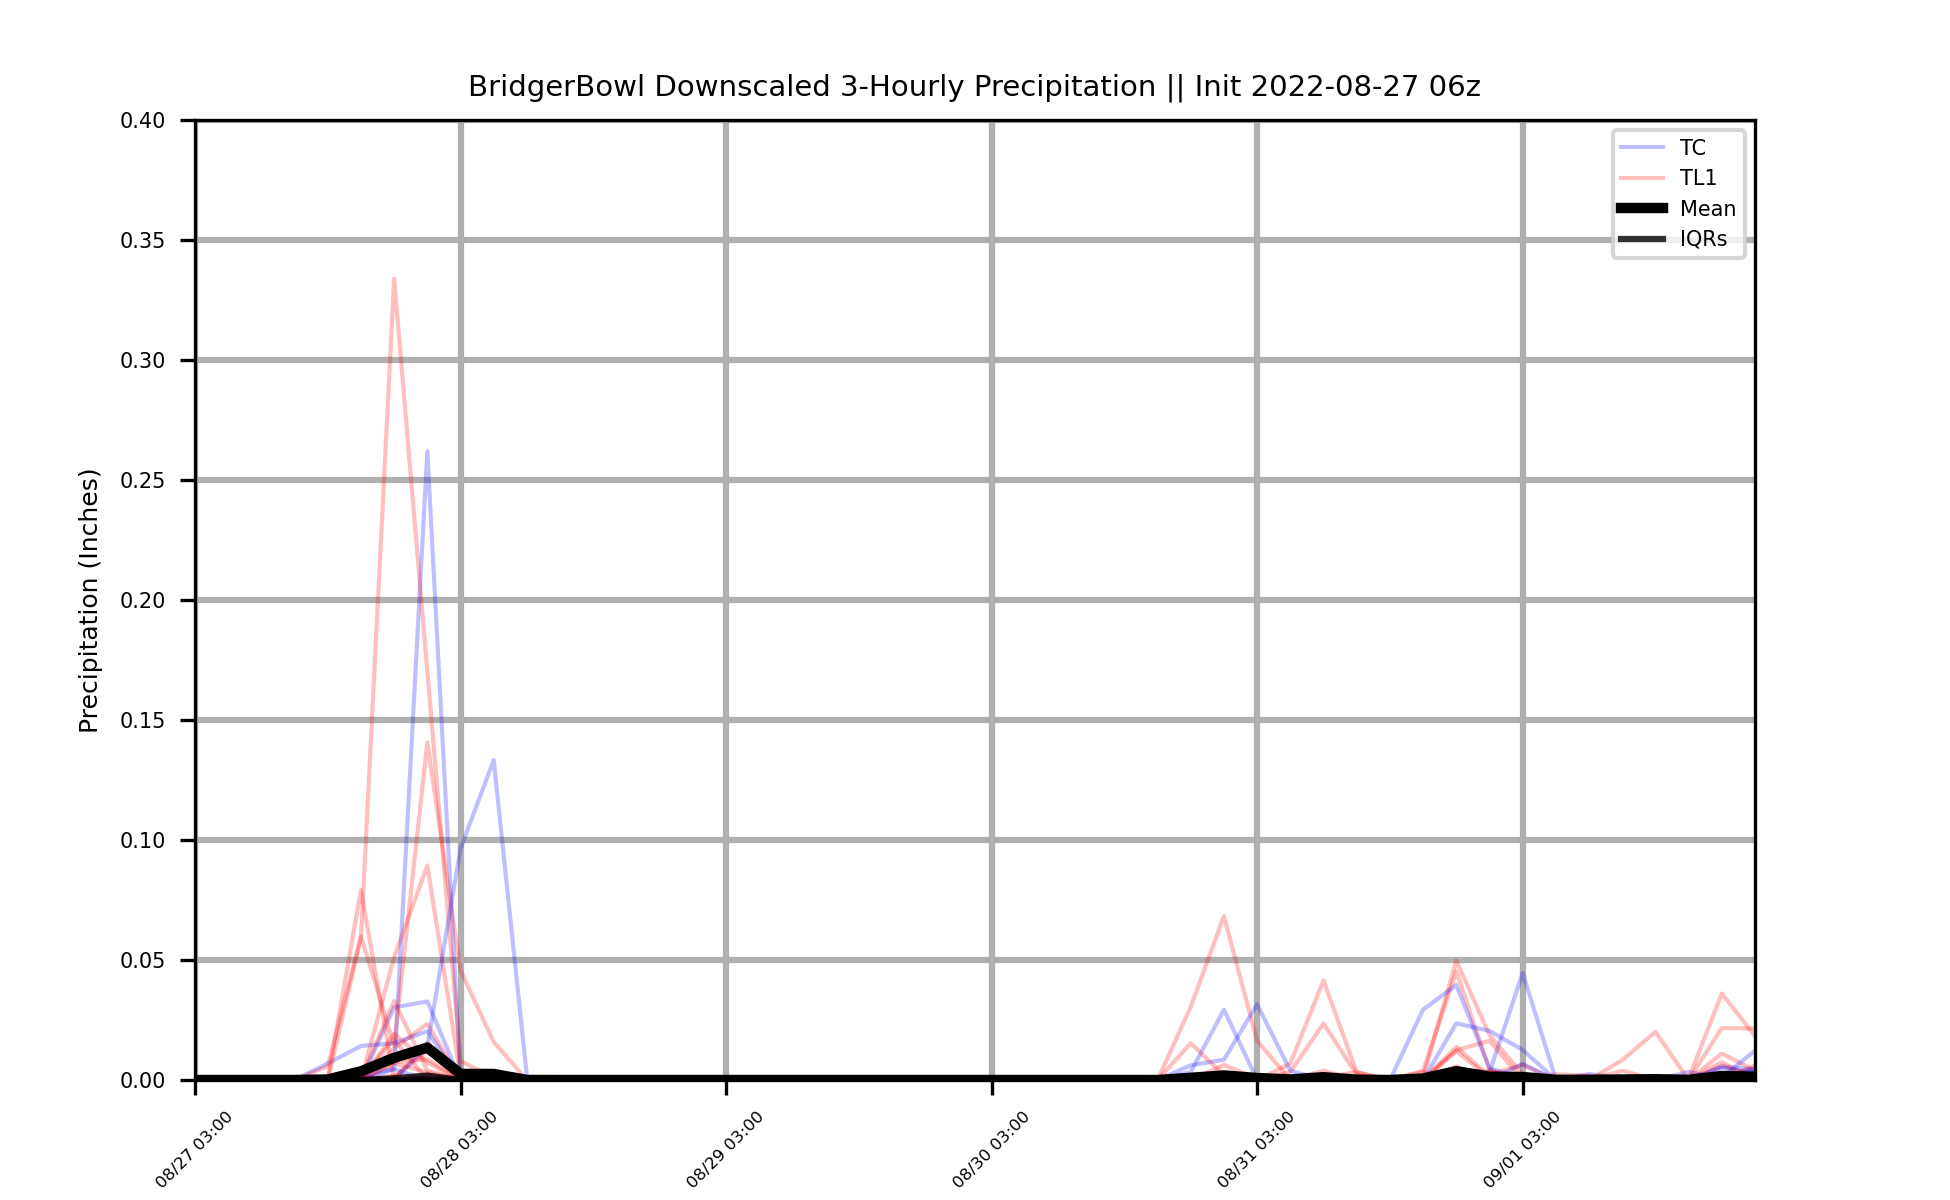 BridgerBowl Downscaled 3-Hourly Precipitation || Init 2022-08-27 06z
Precipitation (Inches)
0.40
0.35
0.30
0.25
0.20
0.15
0.10
0.05
0.00
TC
TL1
Mean
IQRs
08/27 03:00
08/28 03:00
08/29 03:00
08/30 03:00
08/31 03:00
09/01 03:00